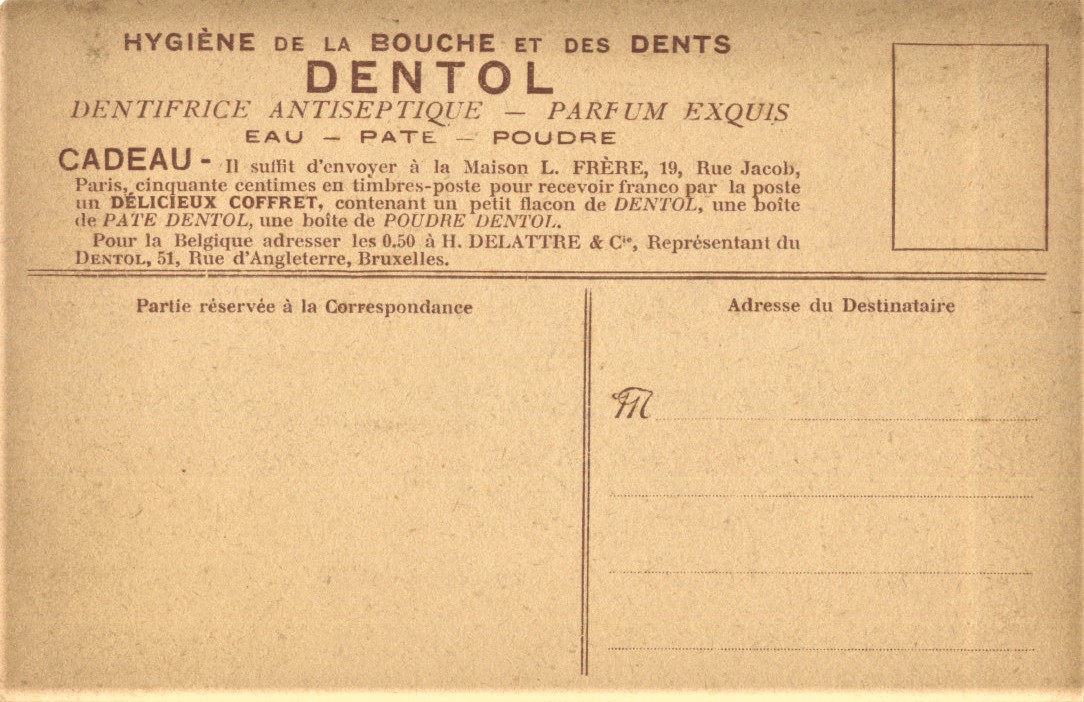 HYGIÈNE DE LA BOUCHE ET DES DENTS
DENTOL
DENTIFRICE ANTISEPTIQUE — PARFUM EXQUIS
EAU — PATE — POUDRE
CADEAU - Il suffit d'envoyer à la Maison L. FRÈRE, 19, Rue Jacob,
Paris, cinquante centimes en timbres-poste pour recevoir franco par la poste
un DÉLICIEUX COFFRET, contenant un petit flacon de DENTOL, une boîte
de PATE DENTOL, une boîte de POUDRE DENTOL.
Pour la Belgique adresser les 0.50 à H. DELATTRE & Cie, Représentant du
DENTOL, 51, Rue d'Angleterre, Bruxelles.
Partie réservée à la Correspondance
Adresse du Destinataire
M